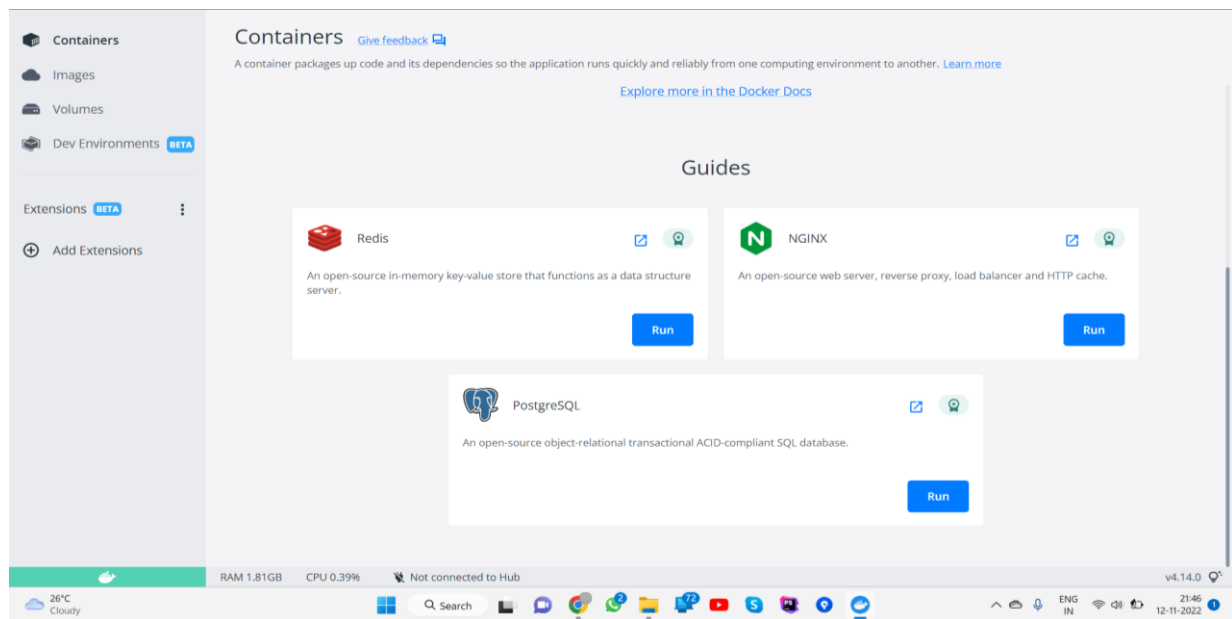 Containers
Images
Volumes
Dev Environments BETA
Extensions BETA
Add Extensions
Containers Give feedback
A container packages up code and its dependencies so the application runs quickly and reliably from one computing environment to another. Learn more
Explore more in the Docker Docs
Guides
Redis
An open-source in-memory key-value store that functions as a data structure
server.
Run
NGINX
An open-source web server, reverse proxy, load balancer and HTTP cache.
Run
PostgreSQL
An open-source object-relational transactional ACID-compliant SQL database.
Run
RAM 1.81GB CPU 0.39% Not connected to Hub v4.14.0
26°C
Cloudy
Search
2
72
PS
ENG
IN
21:46
12-11-2022
1